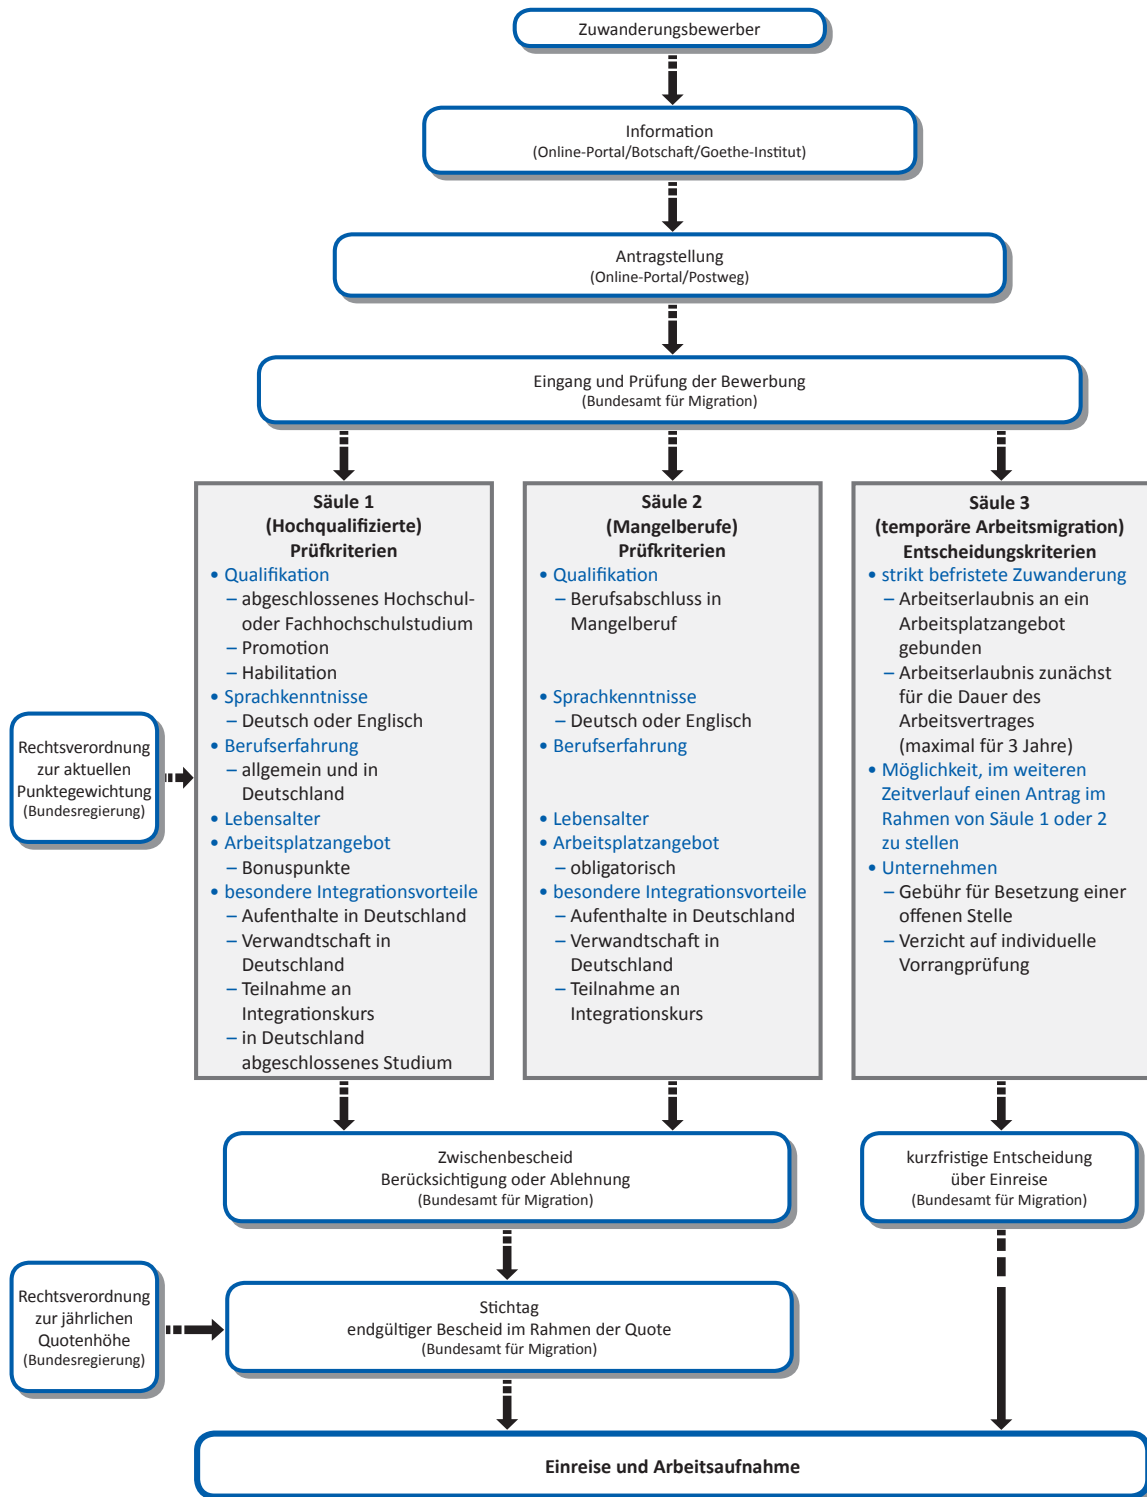 Zuwanderungsbewerber
Information
(Online-Portal/Botschaft/Goethe-Institut)
Antragstellung
(Online-Portal/Postweg)
Eingang und Prüfung der Bewerbung
(Bundesamt für Migration)
Rechtsverordnung
zur aktuellen
Punktegewichtung
(Bundesregierung)
Säule 1
(Hochqualifizierte)
Prüfkriterien
• Qualifikation
– abgeschlossenes Hochschul-
oder Fachhochschulstudium
– Promotion
– Habilitation
• Sprachkenntnisse
– Deutsch oder Englisch
• Berufserfahrung
– allgemein und in
Deutschland
• Lebensalter
• Arbeitsplatzangebot
– Bonuspunkte
• besondere Integrationsvorteile
– Aufenthalte in Deutschland
– Verwandtschaft in
Deutschland
– Teilnahme an
Integrationskurs
– in Deutschland
abgeschlossenes Studium
Säule 2
(Mangelberufe)
Prüfkriterien
• Qualifikation
– Berufsabschluss in
Mangelberuf
• Sprachkenntnisse
– Deutsch oder Englisch
• Berufserfahrung
• Lebensalter
• Arbeitsplatzangebot
– obligatorisch
• besondere Integrationsvorteile
– Aufenthalte in Deutschland
– Verwandtschaft in
Deutschland
– Teilnahme an
Integrationskurs
Säule 3
(temporäre Arbeitsmigration)
Entscheidungskriterien
• strikt befristete Zuwanderung
– Arbeitserlaubnis an ein
Arbeitsplatzangebot
gebunden
– Arbeitserlaubnis zunächst
für die Dauer des
Arbeitsvertrages
(maximal für 3 Jahre)
• Möglichkeit, im weiteren
Zeitverlauf einen Antrag im
Rahmen von Säule 1 oder 2
zu stellen
• Unternehmen
– Gebühr für Besetzung einer
offenen Stelle
– Verzicht auf individuelle
Vorrangprüfung
Zwischenbescheid
Berücksichtigung oder Ablehnung
(Bundesamt für Migration)
kurzfristige Entscheidung
über Einreise
(Bundesamt für Migration)
Rechtsverordnung
zur jährlichen
Quotenhöhe
(Bundesregierung)
Stichtag
endgültiger Bescheid im Rahmen der Quote
(Bundesamt für Migration)
Einreise und Arbeitsaufnahme